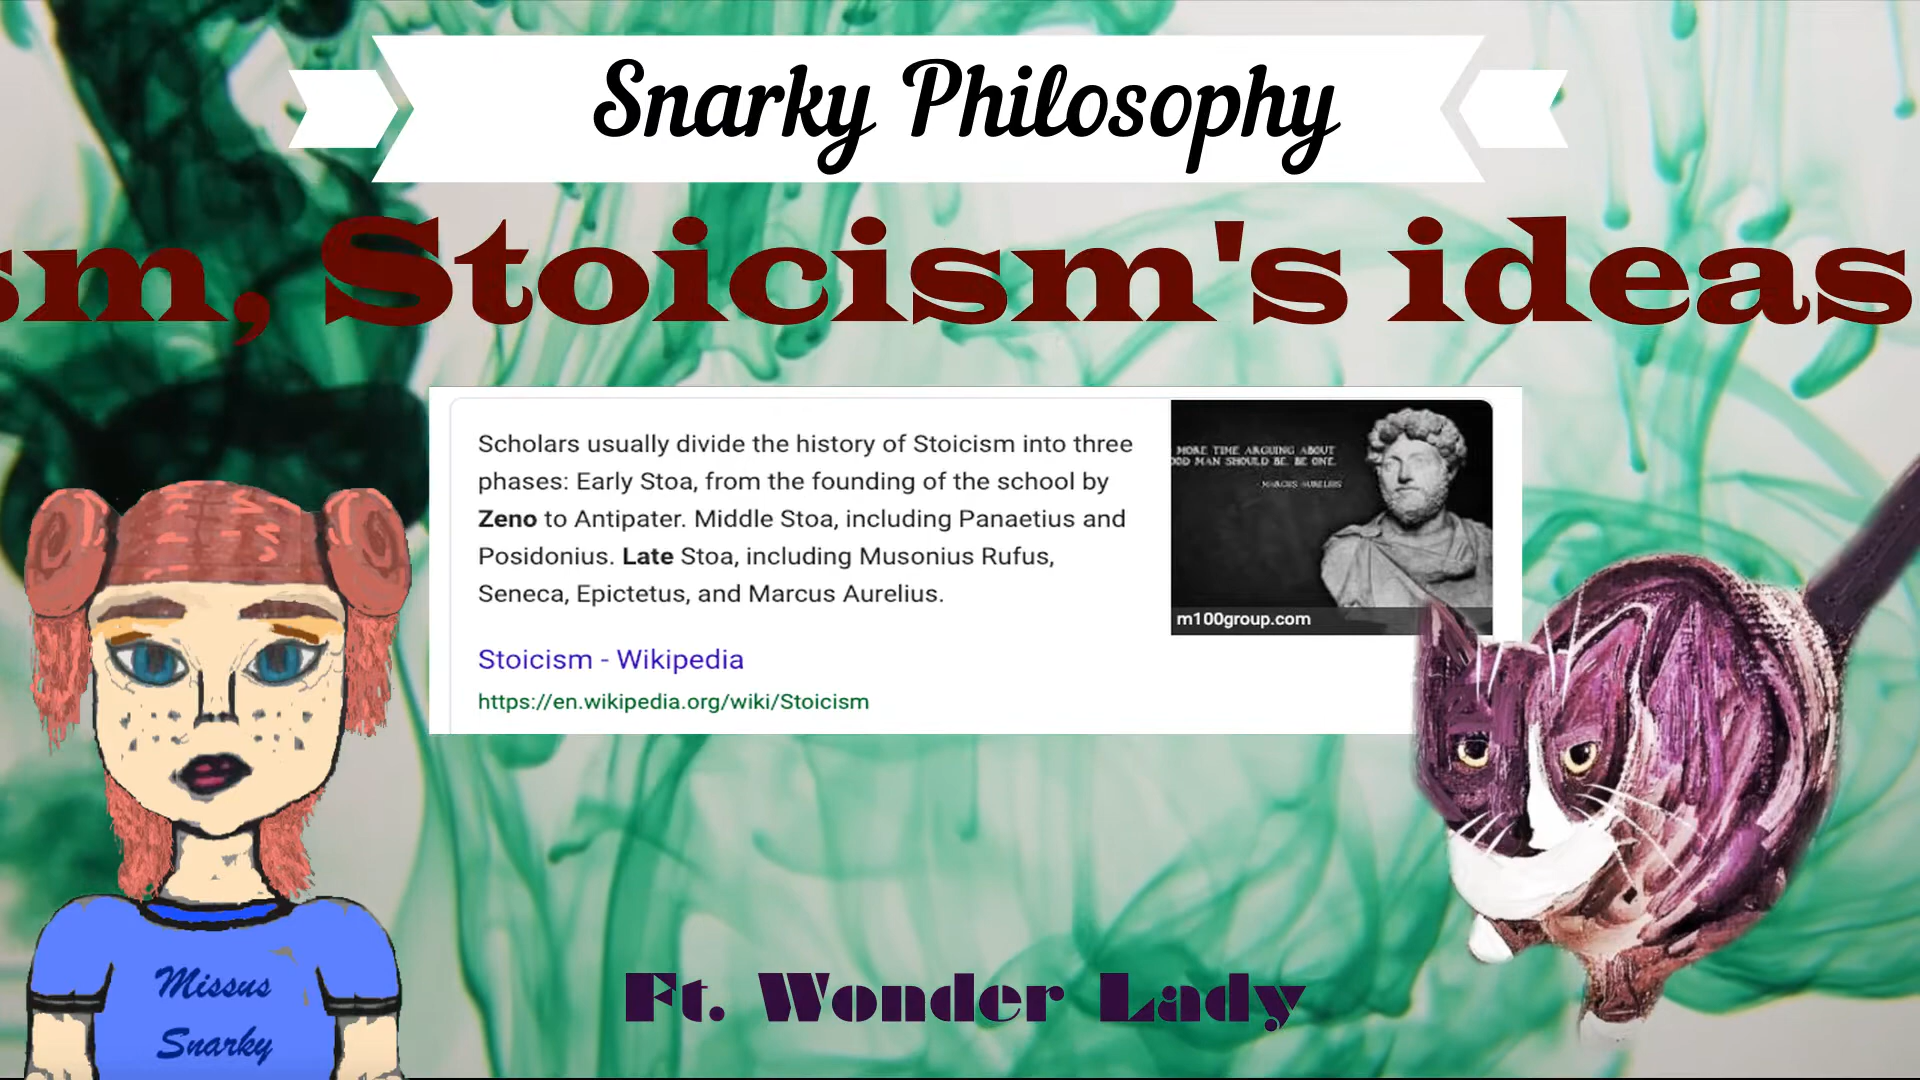 Snarky Philosophy
sm, Stoicism's ideas
Scholars usually divide the history of Stoicism into three
phases: Early Stoa, from the founding of the school by
Zeno to Antipater. Middle Stoa, including Panaetius and
Posidonius. Late Stoa, including Musonius Rufus,
Seneca, Epictetus, and Marcus Aurelius.
MORE TIME ARGUING ABOUT
OOD MAN SHOULD BE. BE ONE.
- MARCUS AURELIUS
m100group.com
Stoicism - Wikipedia
https://en.wikipedia.org/wiki/Stoicism
Missus
Snarky
Ft. Wonder Lady